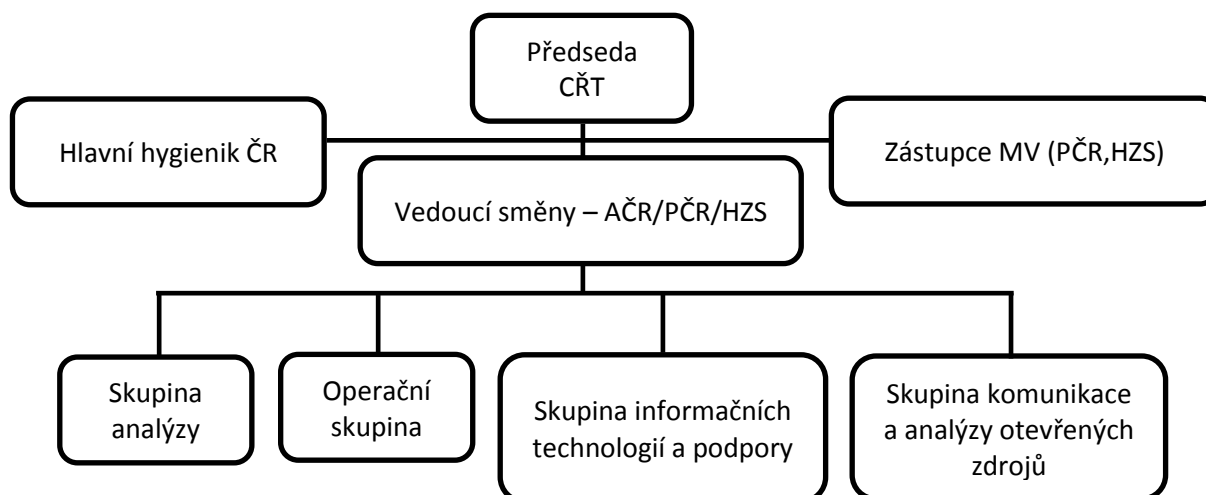 Předseda
CŘT
Hlavní hygienik ČR
Zástupce MV (PČR,HZS)
Vedoucí směny – AČR/PČR/HZS
Skupina
analýzy
Operační
skupina
Skupina informačních
technologií a podpory
Skupina komunikace
a analýzy otevřených
zdrojů